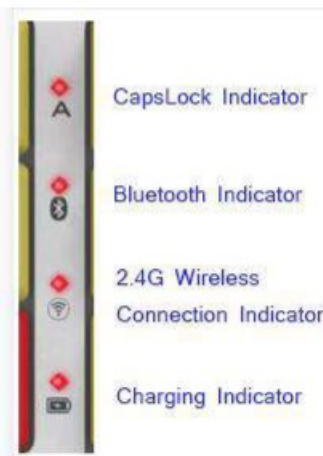 A
CapsLock Indicator
Bluetooth Indicator
2.4G Wireless
Connection Indicator
Charging Indicator